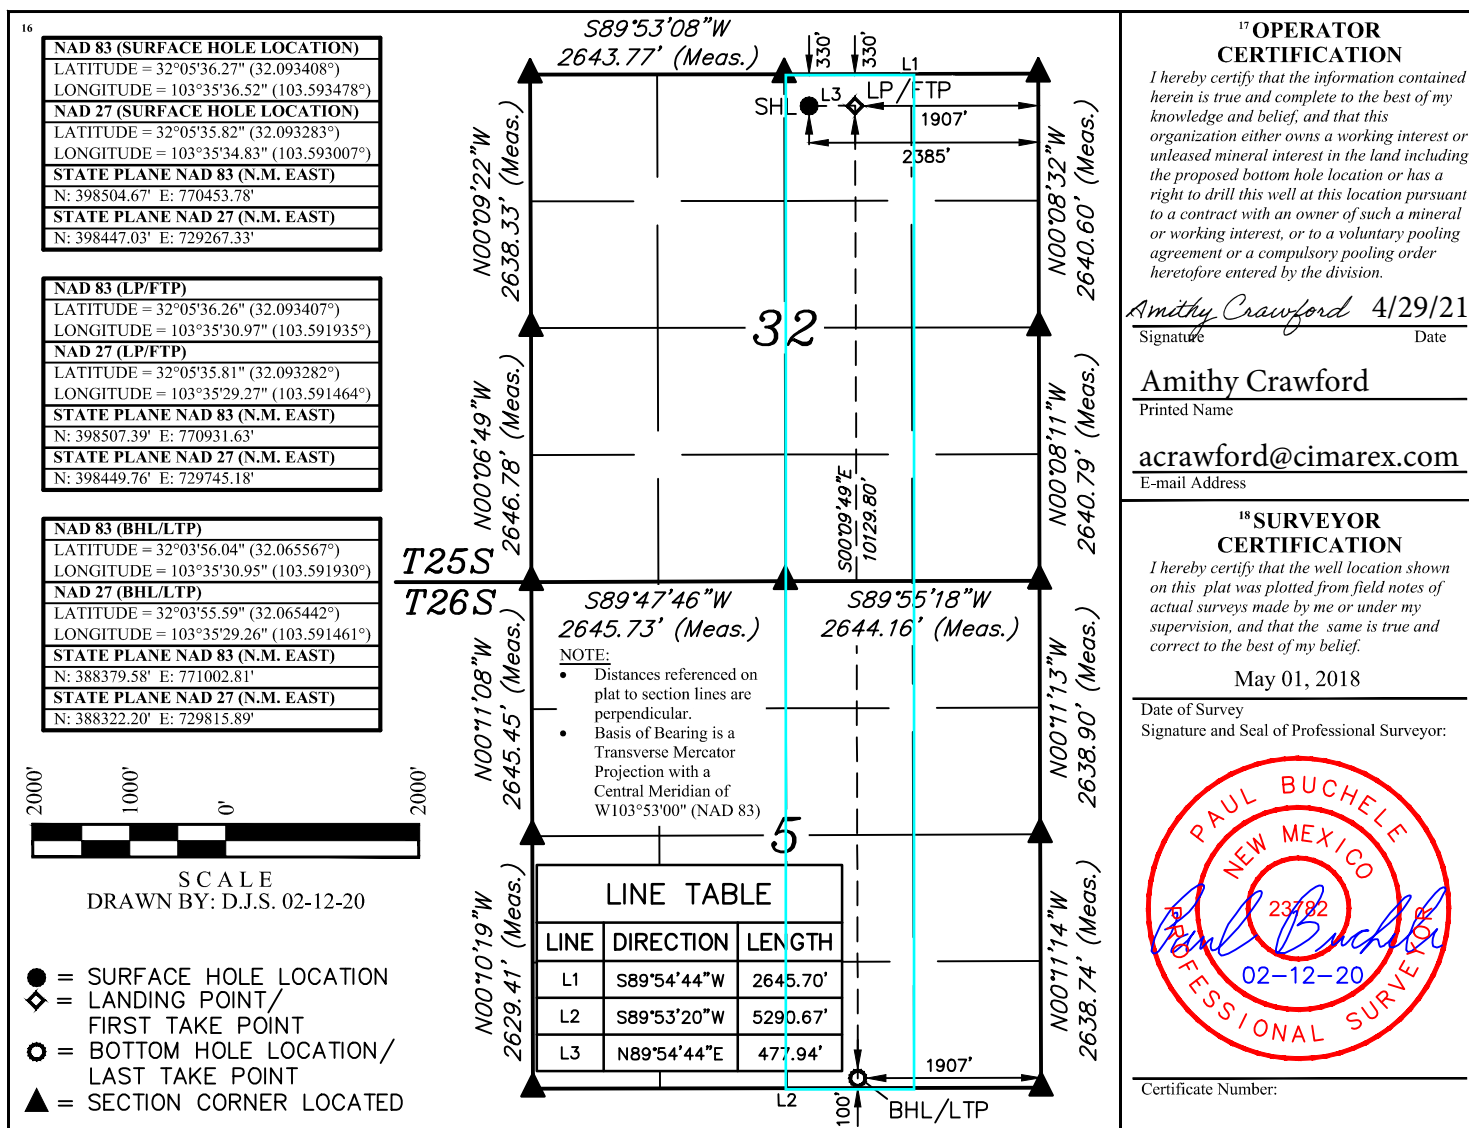 16
NAD 83 (SURFACE HOLE LOCATION)
LATITUDE = 32°05'36.27" (32.093408°)
LONGITUDE = 103°35'36.52" (103.593478°)
NAD 27 (SURFACE HOLE LOCATION)
LATITUDE = 32°05'35.82" (32.093283°)
LONGITUDE = 103°35'34.83" (103.593007°)
STATE PLANE NAD 83 (N.M. EAST)
N: 398504.67' E: 770453.78'
STATE PLANE NAD 27 (N.M. EAST)
N: 398447.03' E: 729267.33'
NAD 83 (LP/FTP)
LATITUDE = 32°05'36.26" (32.093407°)
LONGITUDE = 103°35'30.97" (103.591935°)
NAD 27 (LP/FTP)
LATITUDE = 32°05'35.81" (32.093282°)
LONGITUDE = 103°35'29.27" (103.591464°)
STATE PLANE NAD 83 (N.M. EAST)
N: 398507.39' E: 770931.63'
STATE PLANE NAD 27 (N.M. EAST)
N: 398449.76' E: 729745.18'
NAD 83 (BHL/LTP)
LATITUDE = 32°03'56.04" (32.065567°)
LONGITUDE = 103°35'30.95" (103.591930°)
NAD 27 (BHL/LTP)
LATITUDE = 32°03'55.59" (32.065442°)
LONGITUDE = 103°35'29.26" (103.591461°)
STATE PLANE NAD 83 (N.M. EAST)
N: 388379.58' E: 771002.81'
STATE PLANE NAD 27 (N.M. EAST)
N: 388322.20' E: 729815.89'
2000'
1000'
0'
2000'
SCALE
DRAWN BY: D.J.S. 02-12-20
= SURFACE HOLE LOCATION
= LANDING POINT/
FIRST TAKE POINT
= BOTTOM HOLE LOCATION/
LAST TAKE POINT
= SECTION CORNER LOCATED
S89°53'08"W
2643.77' (Meas.)
330'
330'
L1
SHL
L3
LP/FTP
1907'
2385'
N00°09'22"W
2638.33' (Meas.)
N00°08'32"W
2640.60' (Meas.)
32
N00°06'49"W
2646.78' (Meas.)
S00°09'49"E
10129.80'
N00°08'11"W
2640.79' (Meas.)
T25S
T26S
S89°47'46"W
2645.73' (Meas.)
S89°55'18"W
2644.16' (Meas.)
NOTE:
• Distances referenced on
plat to section lines are
perpendicular.
• Basis of Bearing is a
Transverse Mercator
Projection with a
Central Meridian of
W103°53'00" (NAD 83)
N00°11'08"W
2645.45' (Meas.)
N00°11'13"W
2638.90' (Meas.)
5
LINE TABLE
LINE DIRECTION LENGTH
L1 S89°54'44"W 2645.70'
L2 S89°53'20"W 5290.67'
L3 N89°54'44"E 477.94'
N00°10'19"W
2629.41' (Meas.)
N00°11'14"W
2638.74' (Meas.)
1907'
L2
100'
BHL/LTP
17 OPERATOR
CERTIFICATION
I hereby certify that the information contained
herein is true and complete to the best of my
knowledge and belief, and that this
organization either owns a working interest or
unleased mineral interest in the land including
the proposed bottom hole location or has a
right to drill this well at this location pursuant
to a contract with an owner of such a mineral
or working interest, or to a voluntary pooling
agreement or a compulsory pooling order
heretofore entered by the division.
Amithy Crawford 4/29/21
Signature Date
Amithy Crawford
Printed Name
acrawford@cimarex.com
E-mail Address
18 SURVEYOR
CERTIFICATION
I hereby certify that the well location shown
on this plat was plotted from field notes of
actual surveys made by me or under my
supervision, and that the same is true and
correct to the best of my belief.
May 01, 2018
Date of Survey
Signature and Seal of Professional Surveyor:
PAUL BUCHELE
NEW MEXICO
23782
Paul Buchele
02-12-20
PROFESSIONAL SURVEYOR
Certificate Number: